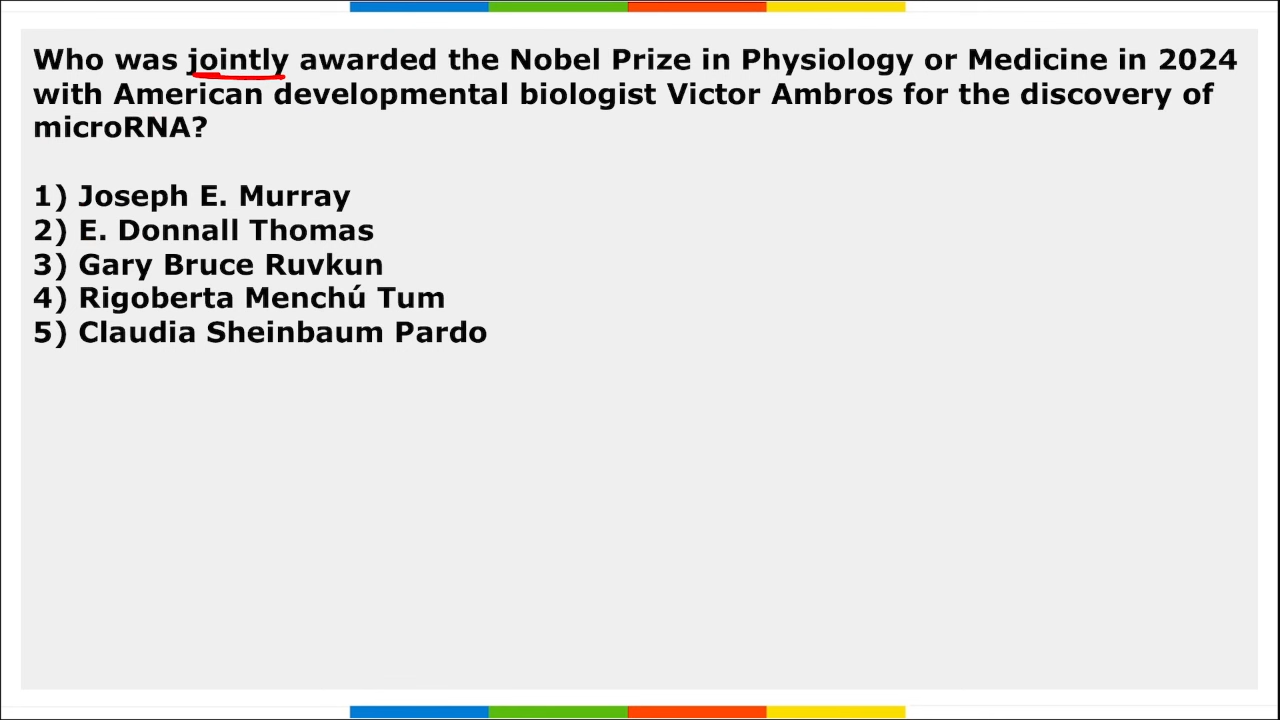 Who was jointly awarded the Nobel Prize in Physiology or Medicine in 2024
with American developmental biologist Victor Ambros for the discovery of
microRNA?
1) Joseph E. Murray
2) E. Donnall Thomas
3) Gary Bruce Ruvkun
4) Rigoberta Menchú Tum
5) Claudia Sheinbaum Pardo